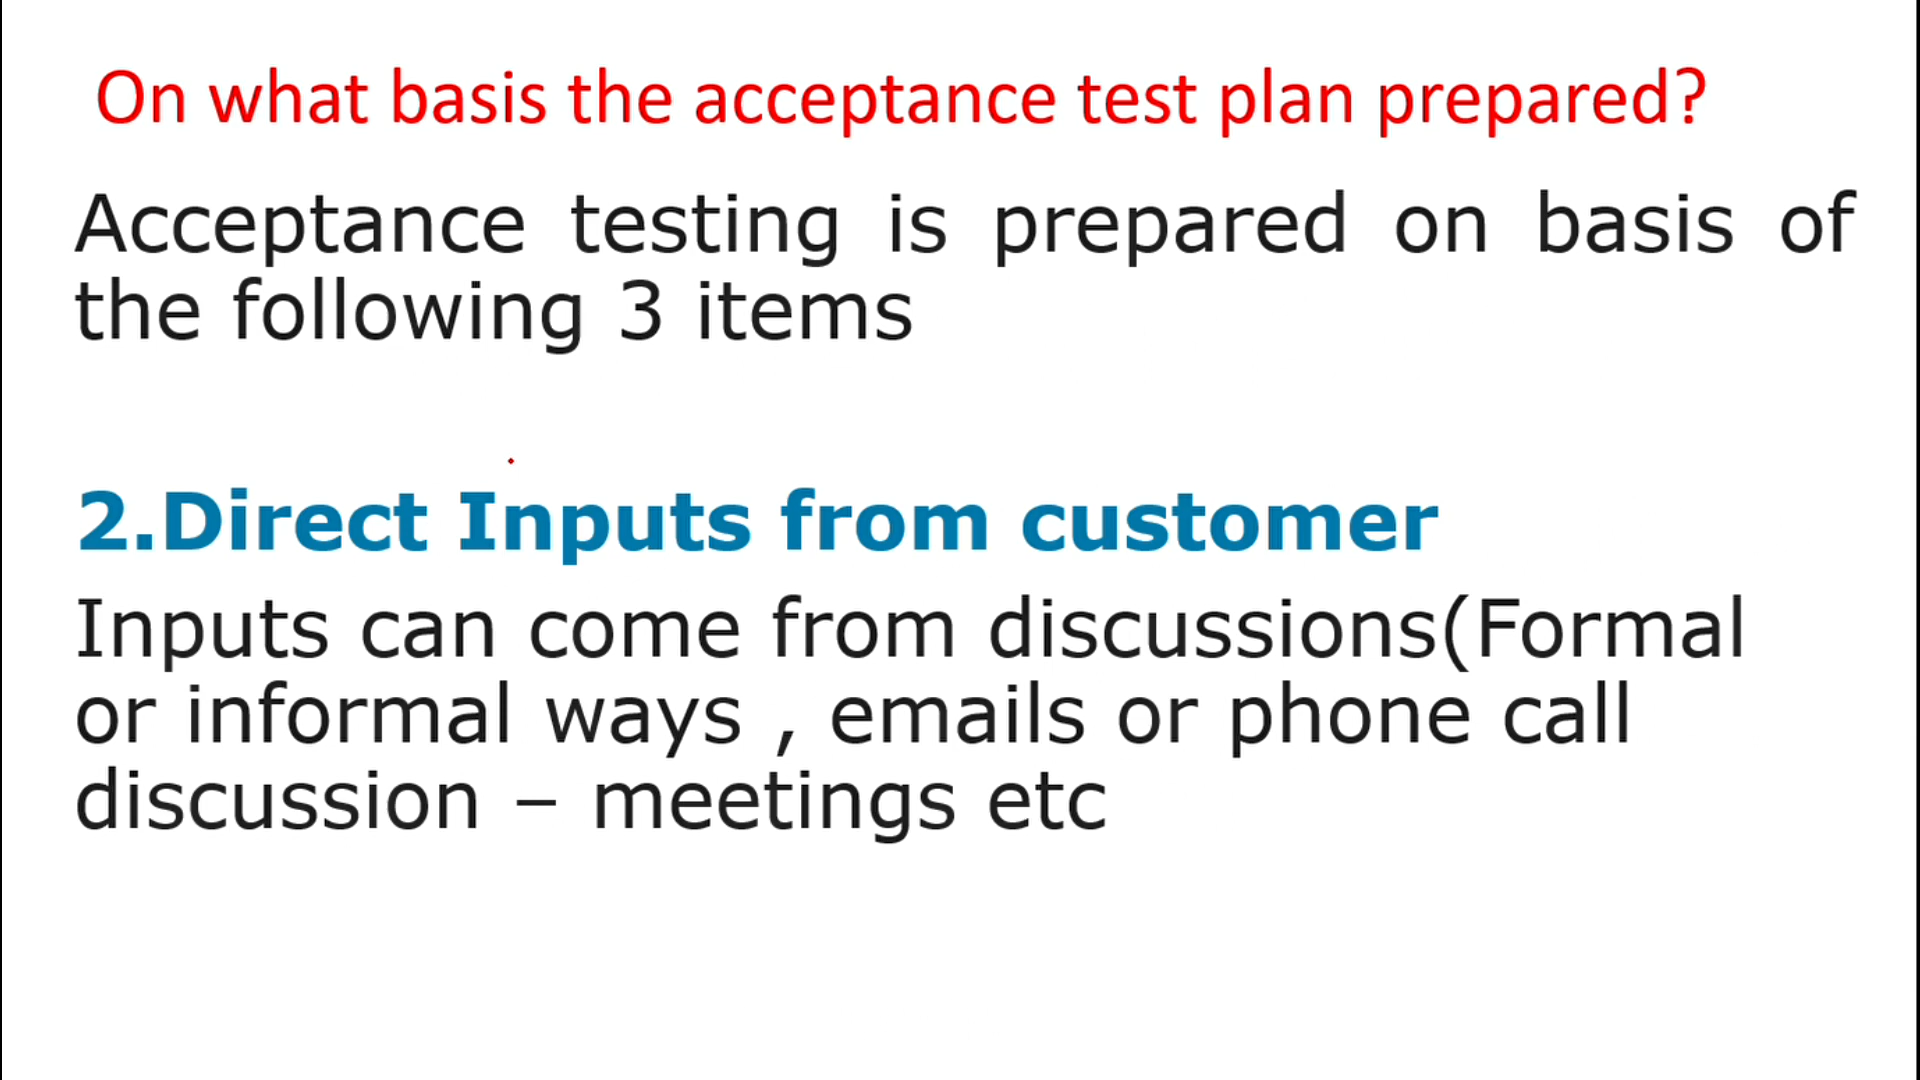 On what basis the acceptance test plan prepared?
Acceptance testing is prepared on basis of
the following 3 items
2.Direct Inputs from customer
Inputs can come from discussions(Formal
or informal ways , emails or phone call
discussion – meetings etc